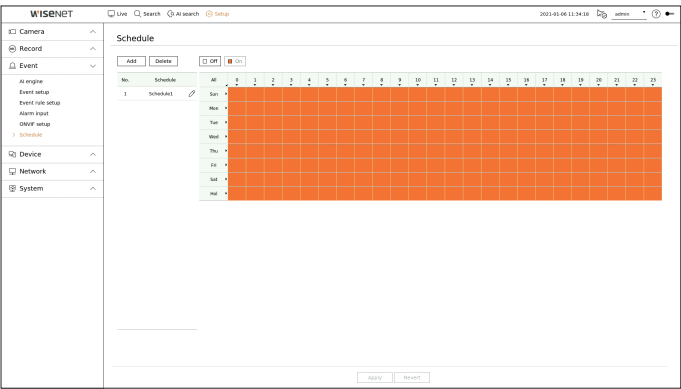 WISENET
Live Search AI search Setup 2021-01-06 11:34:18 admin ?
Camera
Record
Event
AI engine
Event setup
Event rule setup
Alarm input
ONVIF setup
> Schedule
Device
Network
System
Schedule
Add Delete Off On
No. Schedule
1 Schedule1
All 0 1 2 3 4 5 6 7 8 9 10 11 12 13 14 15 16 17 18 19 20 21 22 23
Sun
Mon
Tue
Wed
Thu
Fri
Sat
Hol
Apply Revert